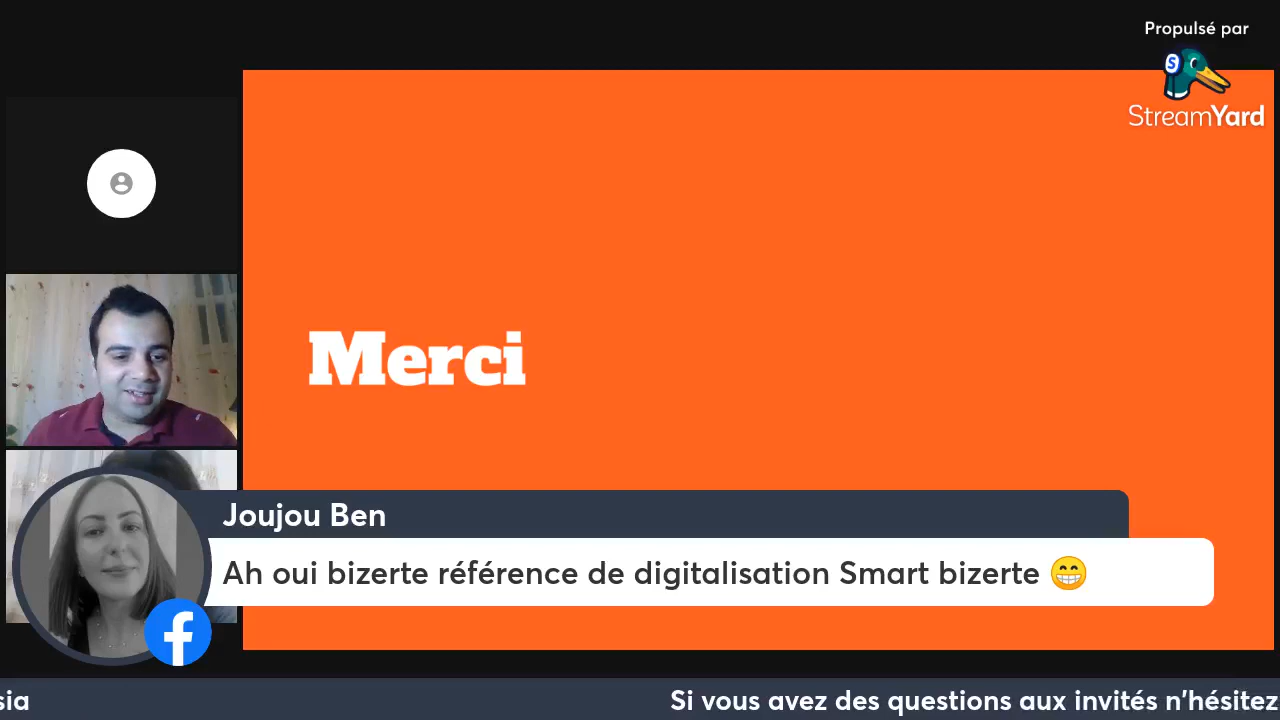 Propulsé par
StreamYard
Merci
Joujou Ben
Ah oui bizerte référence de digitalisation Smart bizerte 😁
sia
Si vous avez des questions aux invités n'hésitez